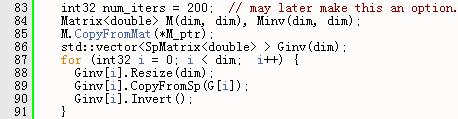 83 int32 num_iters = 200; // may later make this an option.
84 Matrix<double> M(dim, dim), Minv(dim, dim);
85 M.CopyFromMat(*M_ptr);
86 std::vector<SpMatrix<double> > Ginv(dim);
87 for (int32 i = 0; i < dim; i++) {
88 Ginv[i].Resize(dim);
89 Ginv[i].CopyFromSp(G[i]);
90 Ginv[i].Invert();
91 }